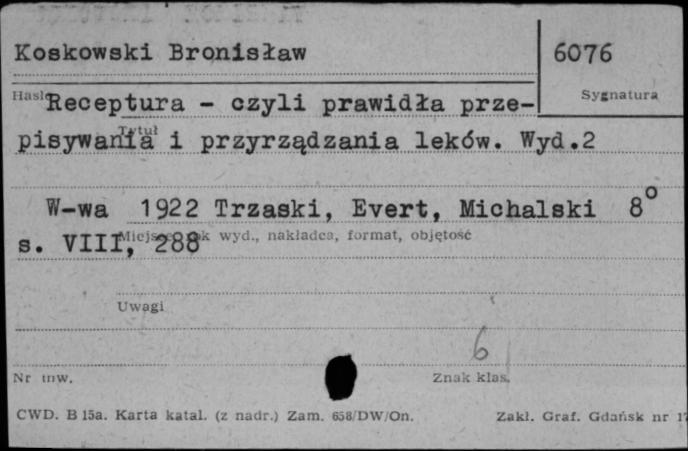 Koskowski Bronisław
6076
Hasło
Sygnatura
Receptura - czyli prawidła prze-
Tytuł
pisywania i przyrządzania leków. Wyd.2
W-wa 1922 Trzaski, Evert, Michalski 8°
s. VIII, 288
Miejsce, rok wyd., nakładca, format, objętość
Uwagi
6
Nr inw.
Znak klas.
CWD. B 15a. Karta katal. (z nadr.) Zam. 658/DW/On.
Zakł. Graf. Gdańsk nr 17